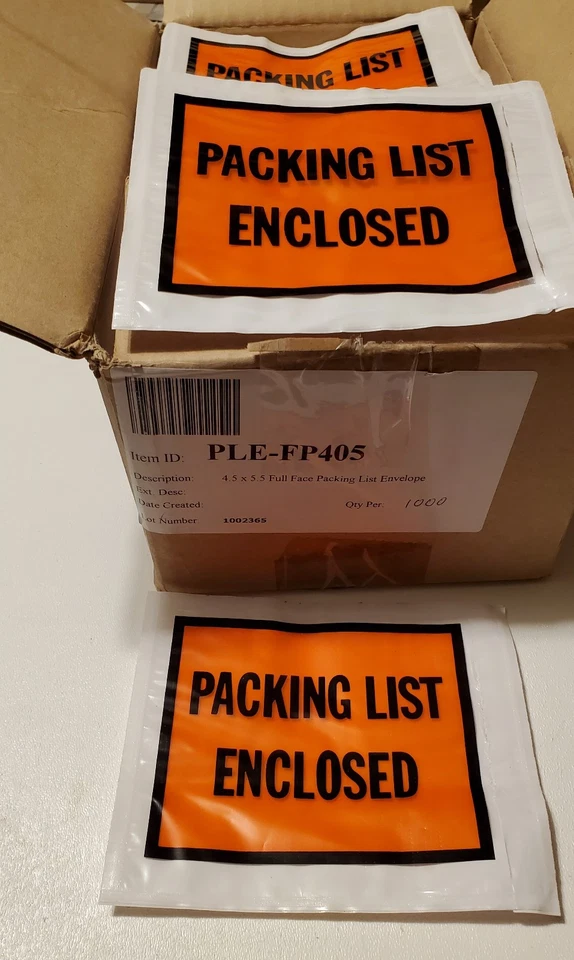 PACKING LIST
PACKING LIST
ENCLOSED
Item ID: PLE-FP405
Description: 4.5 x 5.5 Full Face Packing List Envelope
Ext. Desc:
Date Created: Qty Per: 1000
Lot Number 1002365
PACKING LIST
ENCLOSED